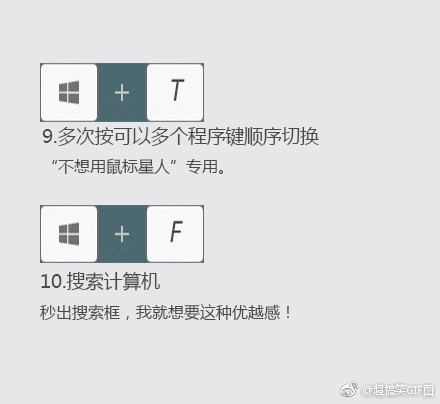 + T
9.多次按可以多个程序键顺序切换
“不想用鼠标星人”专用。
+ F
10.搜索计算机
秒出搜索框，我就想要这种优越感！
@超搞笑GIF图